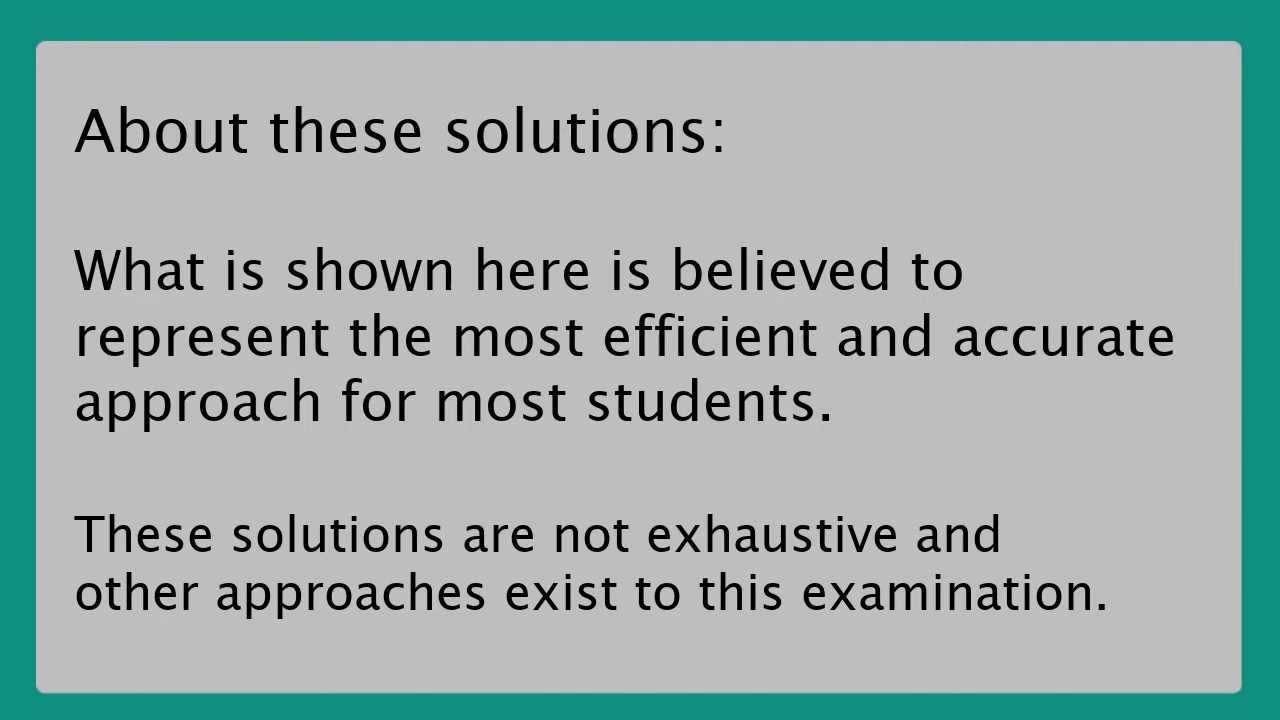 About these solutions:
What is shown here is believed to
represent the most efficient and accurate
approach for most students.
These solutions are not exhaustive and
other approaches exist to this examination.